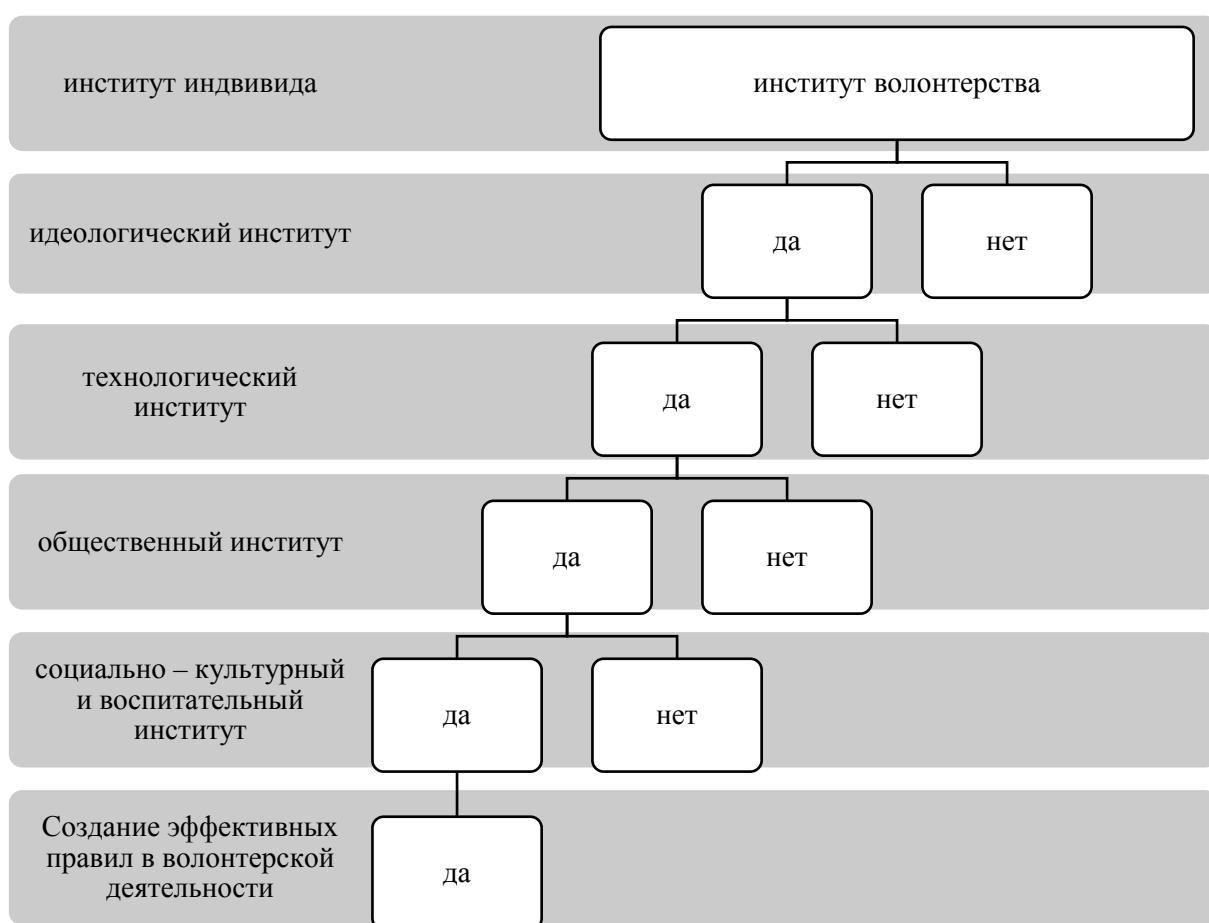 институт индвивида
институт волонтерства
идеологический институт
да
нет
технологический
институт
да
нет
общественный институт
да
нет
социально – культурный
и воспитательный
институт
да
нет
Создание эффективных
правил в волонтерской
деятельности
да